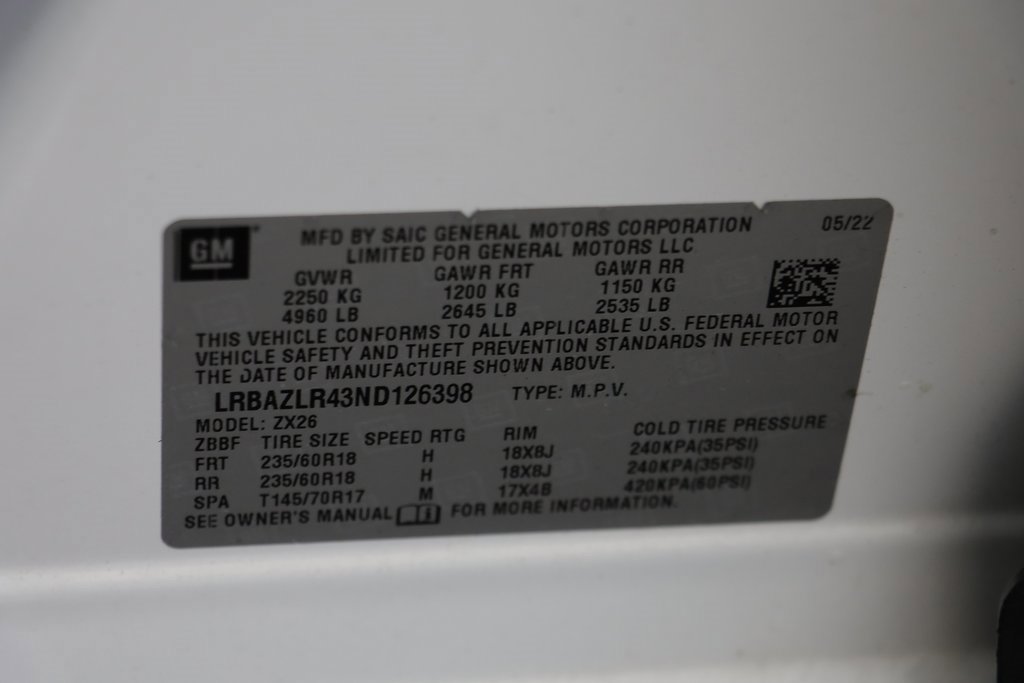 GM
MFD BY SAIC GENERAL MOTORS CORPORATION 05/22
LIMITED FOR GENERAL MOTORS LLC
GVWR GAWR FRT GAWR RR
2250 KG 1200 KG 1150 KG
4960 LB 2645 LB 2535 LB
THIS VEHICLE CONFORMS TO ALL APPLICABLE U.S. FEDERAL MOTOR
VEHICLE SAFETY AND THEFT PREVENTION STANDARDS IN EFFECT ON
THE DATE OF MANUFACTURE SHOWN ABOVE.
LRBAZLR43ND126398 TYPE: M.P.V.
MODEL: ZX26
ZBBF TIRE SIZE SPEED RTG RIM COLD TIRE PRESSURE
FRT 235/60R18 H 18X8J 240KPA(35PSI)
RR 235/60R18 H 18X8J 240KPA(35PSI)
SPA T145/70R17 M 17X4B 420KPA(60PSI)
SEE OWNER'S MANUAL FOR MORE INFORMATION.